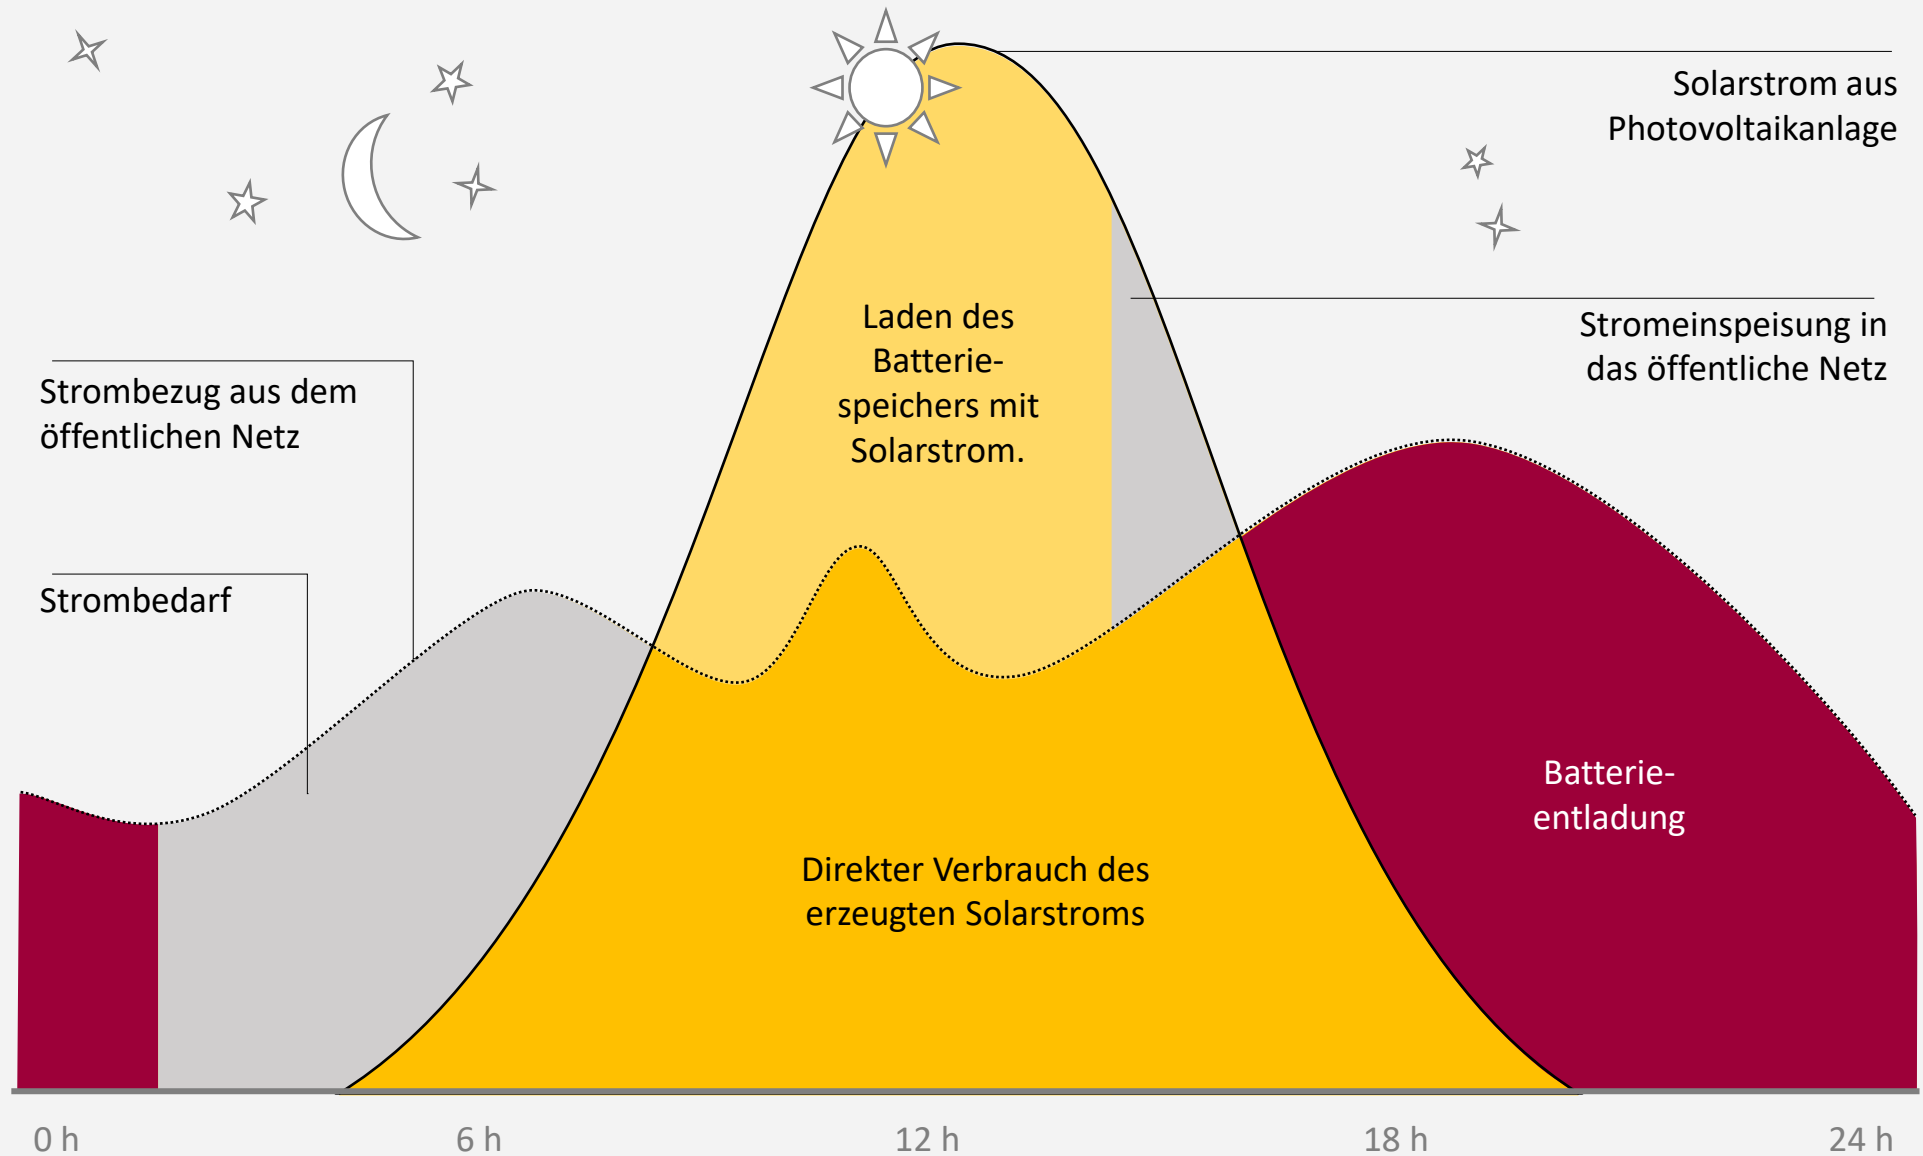 Solarstrom aus
Photovoltaikanlage
Laden des
Batterie-
speichers mit
Solarstrom.
Stromeinspeisung in
das öffentliche Netz
Strombezug aus dem
öffentlichen Netz
Strombedarf
Batterie-
entladung
Direkter Verbrauch des
erzeugten Solarstroms
0 h 6 h 12 h 18 h 24 h